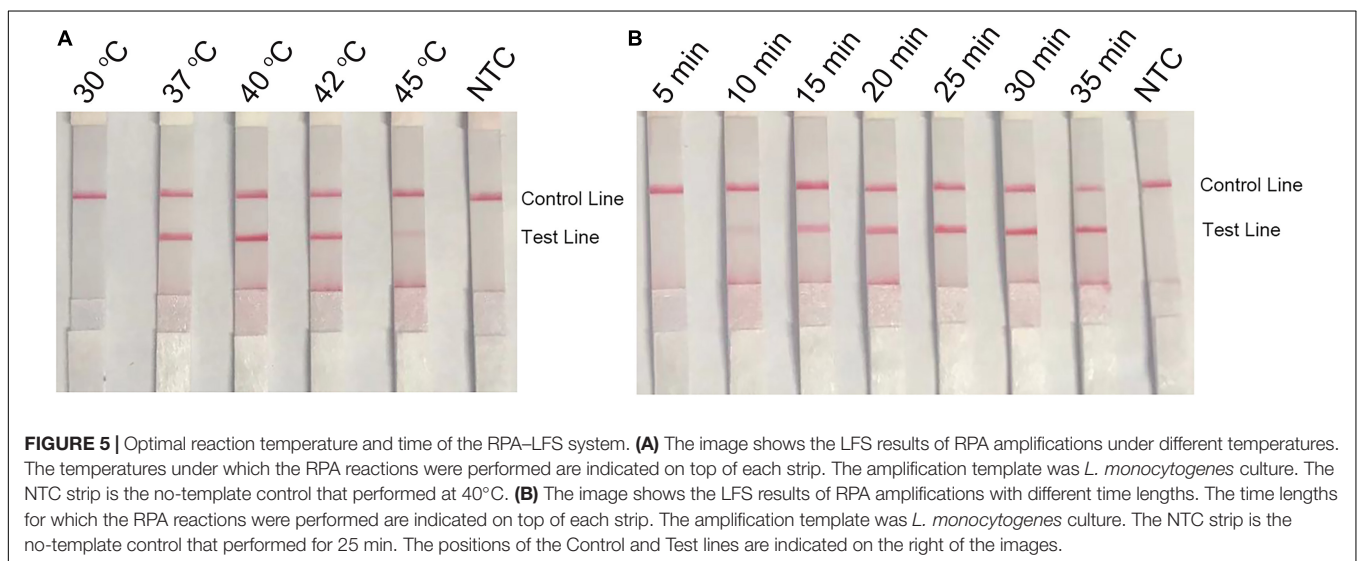 A
30 °C
37 °C
40 °C
42 °C
45 °C
NTC
Control Line
Test Line
B
5 min
10 min
15 min
20 min
25 min
30 min
35 min
NTC
Control Line
Test Line
FIGURE 5 | Optimal reaction temperature and time of the RPA–LFS system. (A) The image shows the LFS results of RPA amplifications under different temperatures.
The temperatures under which the RPA reactions were performed are indicated on top of each strip. The amplification template was L. monocytogenes culture. The
NTC strip is the no-template control that performed at 40°C. (B) The image shows the LFS results of RPA amplifications with different time lengths. The time lengths
for which the RPA reactions were performed are indicated on top of each strip. The amplification template was L. monocytogenes culture. The NTC strip is the
no-template control that performed for 25 min. The positions of the Control and Test lines are indicated on the right of the images.